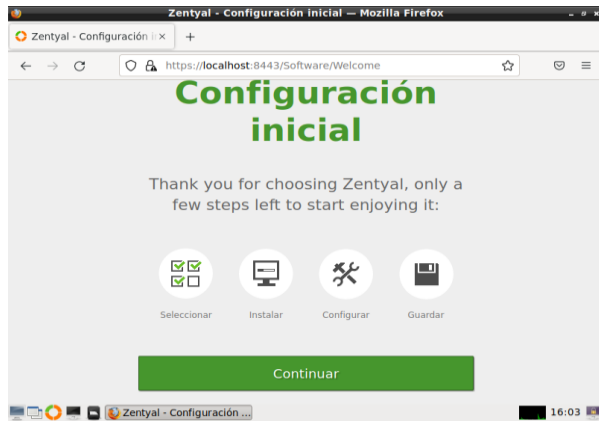 Zentyal - Configuración inicial — Mozilla Firefox
Zentyal - Configuración i
https://localhost:8443/Software/Welcome
Configuración
inicial
Thank you for choosing Zentyal, only a
few steps left to start enjoying it:
Seleccionar Instalar Configurar Guardar
Continuar
Zentyal - Configuración ... 16:03